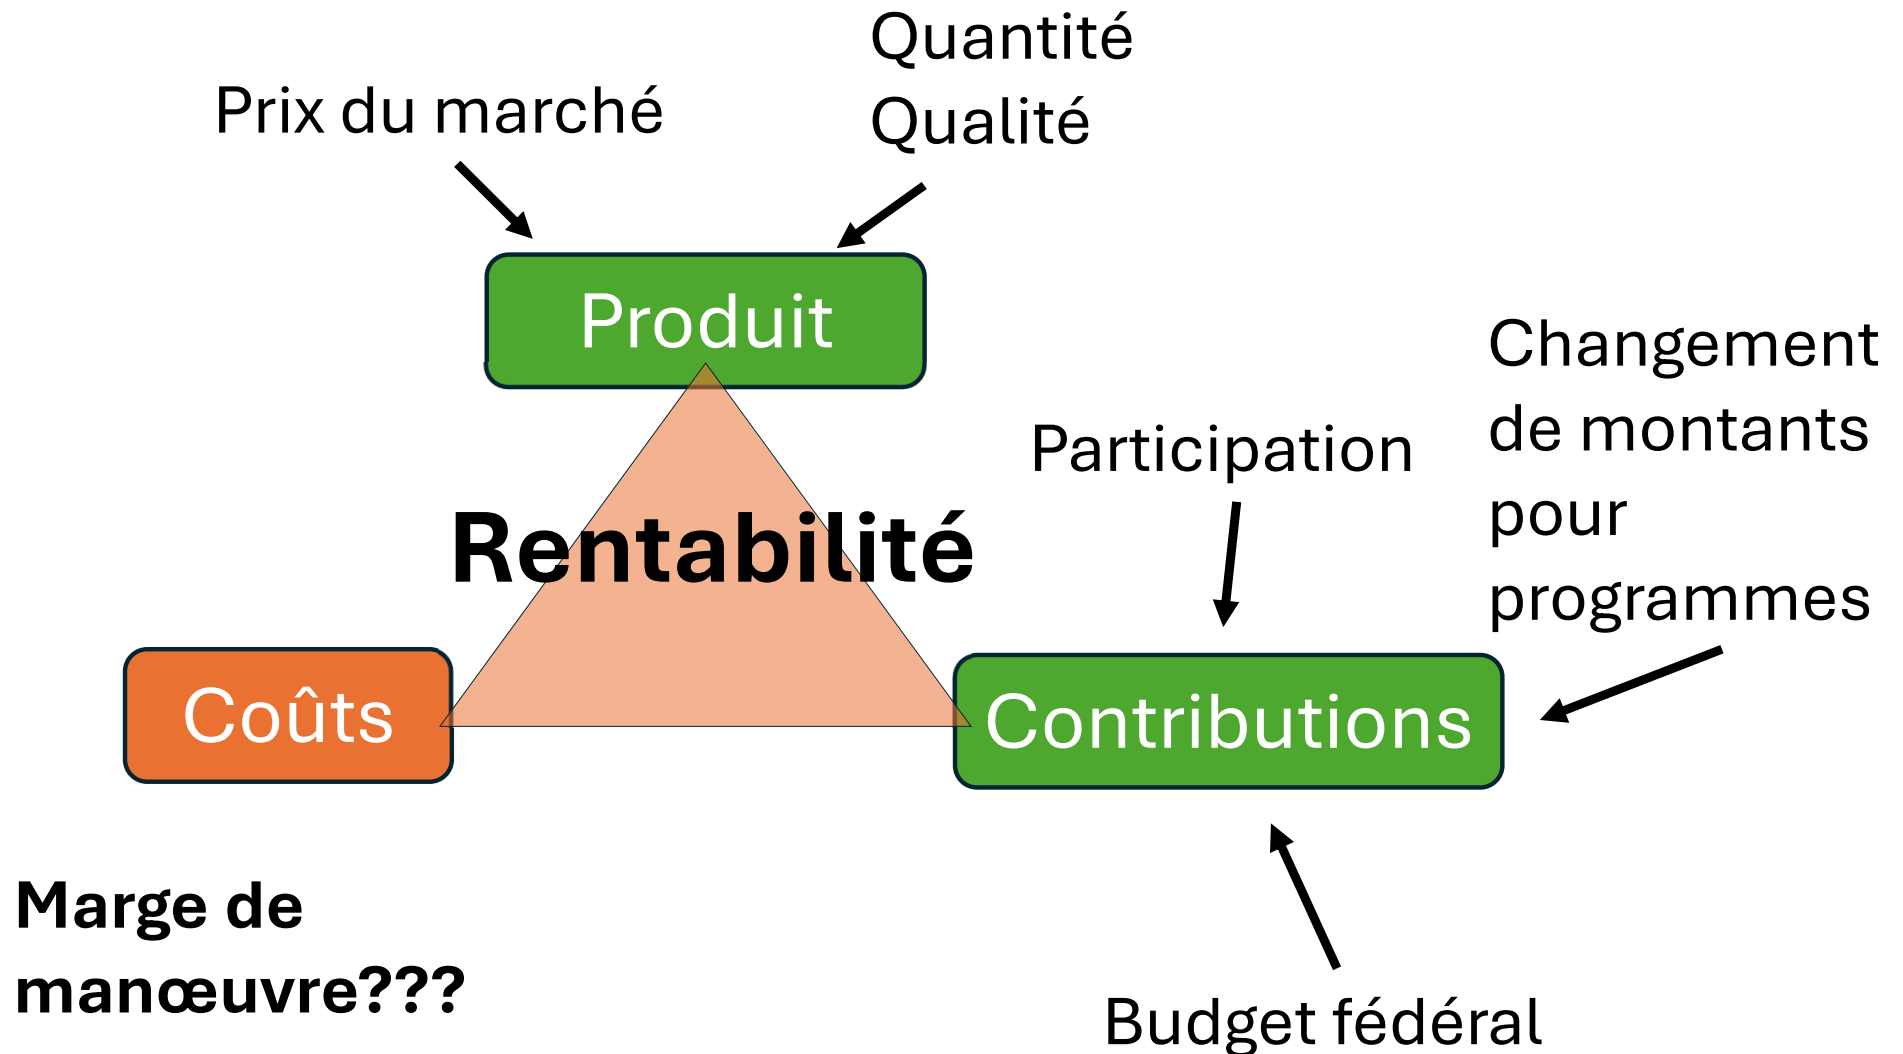 Quantité
Qualité
Prix du marché
Produit
Changement
de montants
pour
programmes
Participation
Rentabilité
Coûts
Contributions
Marge de
manœuvre???
Budget fédéral